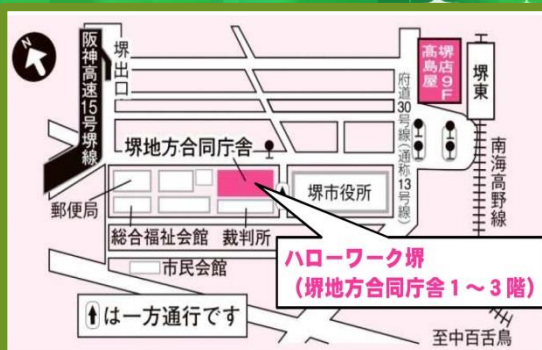 N
阪神高速15号堺線
堺出口
府道30号線(通称13号線)
髙島屋
堺店9F
堺東
南海高野線
堺地方合同庁舎
郵便局
総合福祉会館
裁判所
堺市役所
市民会館
ハローワーク堺
(堺地方合同庁舎1~3階)
は一方通行です
至中百舌鳥